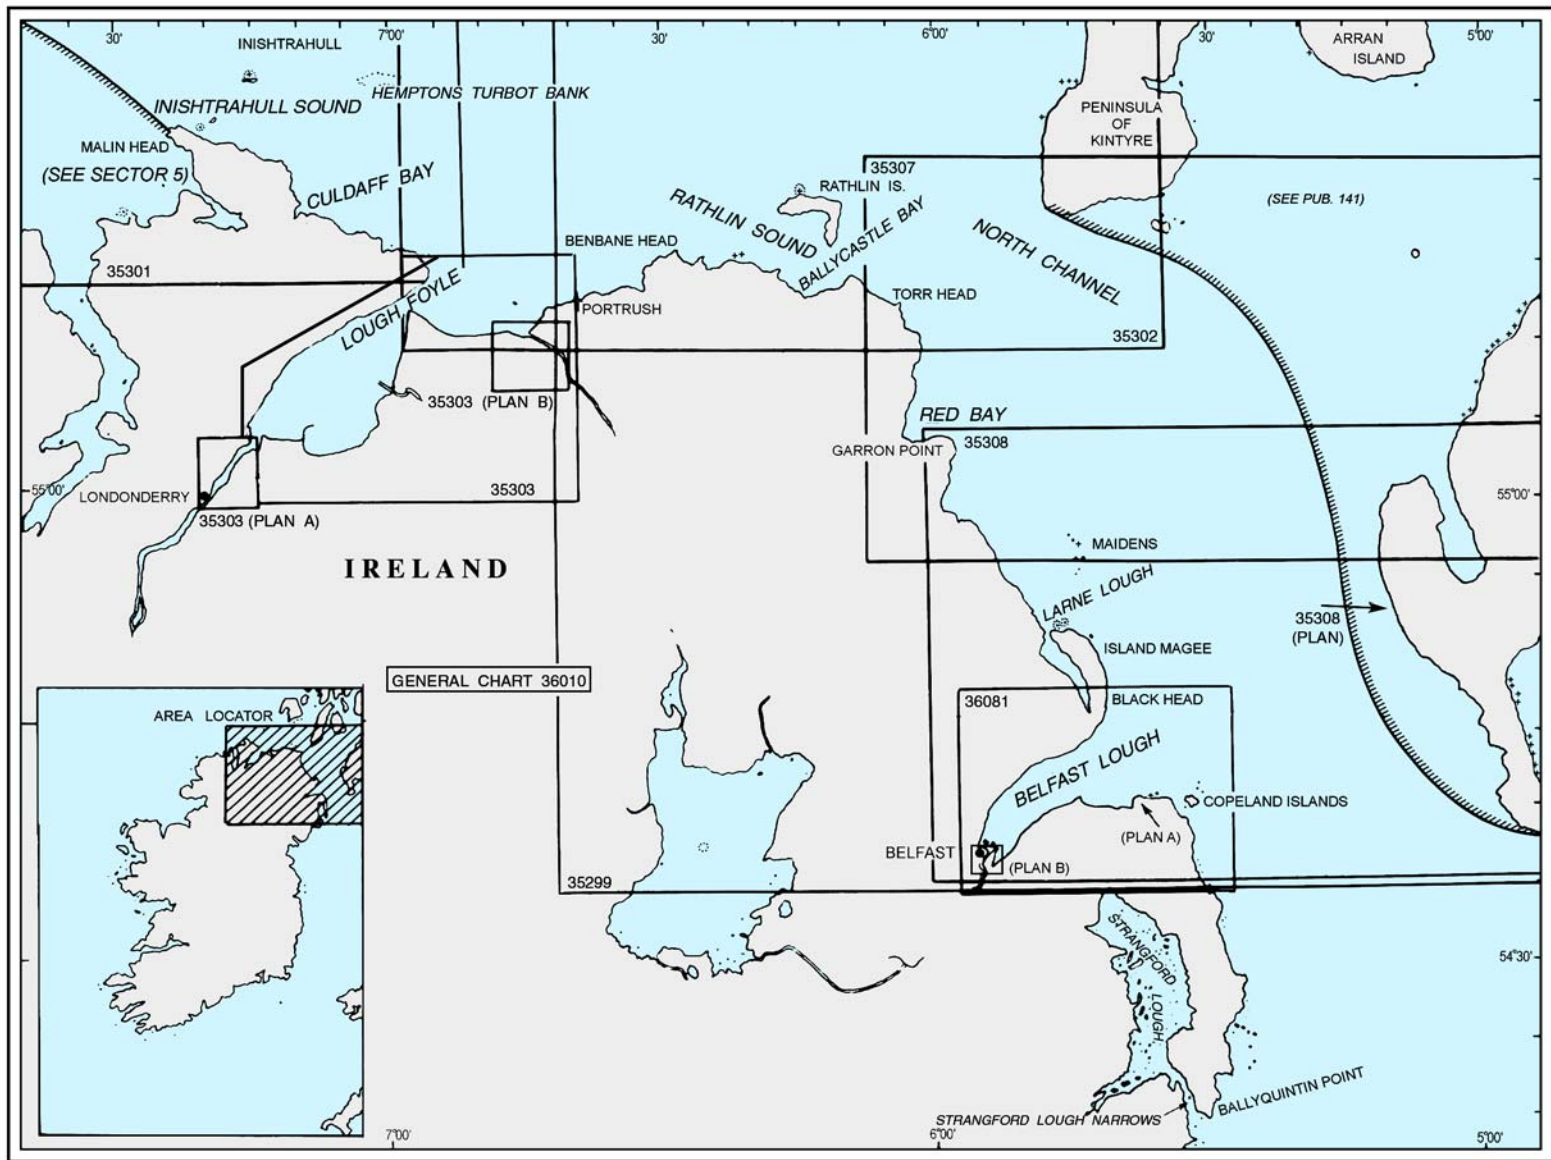 30'
7°00'
30'
6°00'
30'
5°00'
INISHTRAHULL
ARRAN
ISLAND
HEMPTONS TURBOT BANK
INISHTRAHULL SOUND
PENINSULA
OF
KINTYRE
MALIN HEAD
(SEE SECTOR 5)
CULDAFF BAY
35307
RATHLIN IS.
(SEE PUB. 141)
RATHLIN SOUND
BALLYCASTLE BAY
NORTH CHANNEL
BENBANE HEAD
35301
LOUGH FOYLE
PORTRUSH
TORR HEAD
35302
35303 (PLAN B)
RED BAY
35308
GARRON POINT
LONDONDERRY
55°00'
35303
55°00'
35303 (PLAN A)
IRELAND
MAIDENS
LARNE LOUGH
35308
(PLAN)
ISLAND MAGEE
GENERAL CHART 36010
36081
BLACK HEAD
AREA LOCATOR
BELFAST LOUGH
COPELAND ISLANDS
(PLAN A)
BELFAST
(PLAN B)
35299
STRANGFORD
LOUGH
54°30'
BALLYQUINTIN POINT
STRANGFORD LOUGH NARROWS
7°00'
6°00'
5°00'